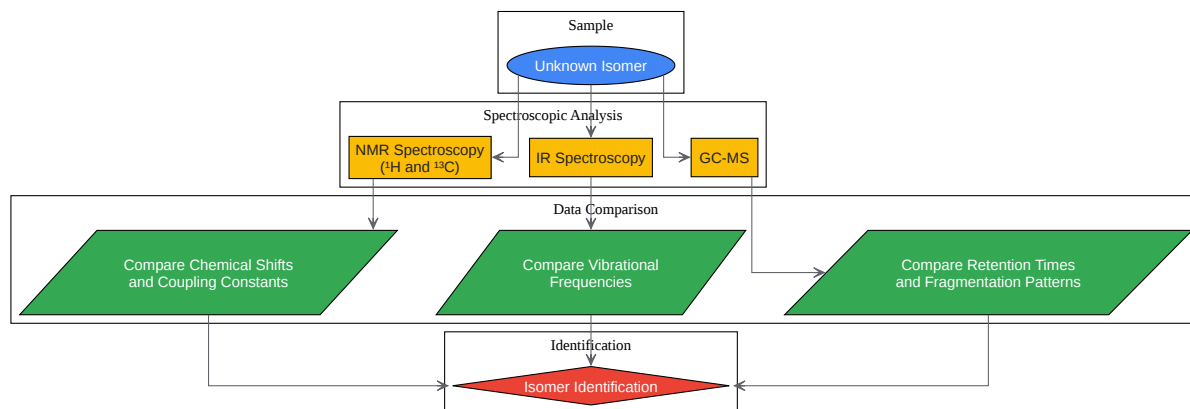 Sample
Unknown Isomer
Spectroscopic Analysis
NMR Spectroscopy
(¹H and ¹³C)
IR Spectroscopy
GC-MS
Data Comparison
Compare Chemical Shifts
and Coupling Constants
Compare Vibrational
Frequencies
Compare Retention Times
and Fragmentation Patterns
Identification
Isomer Identification